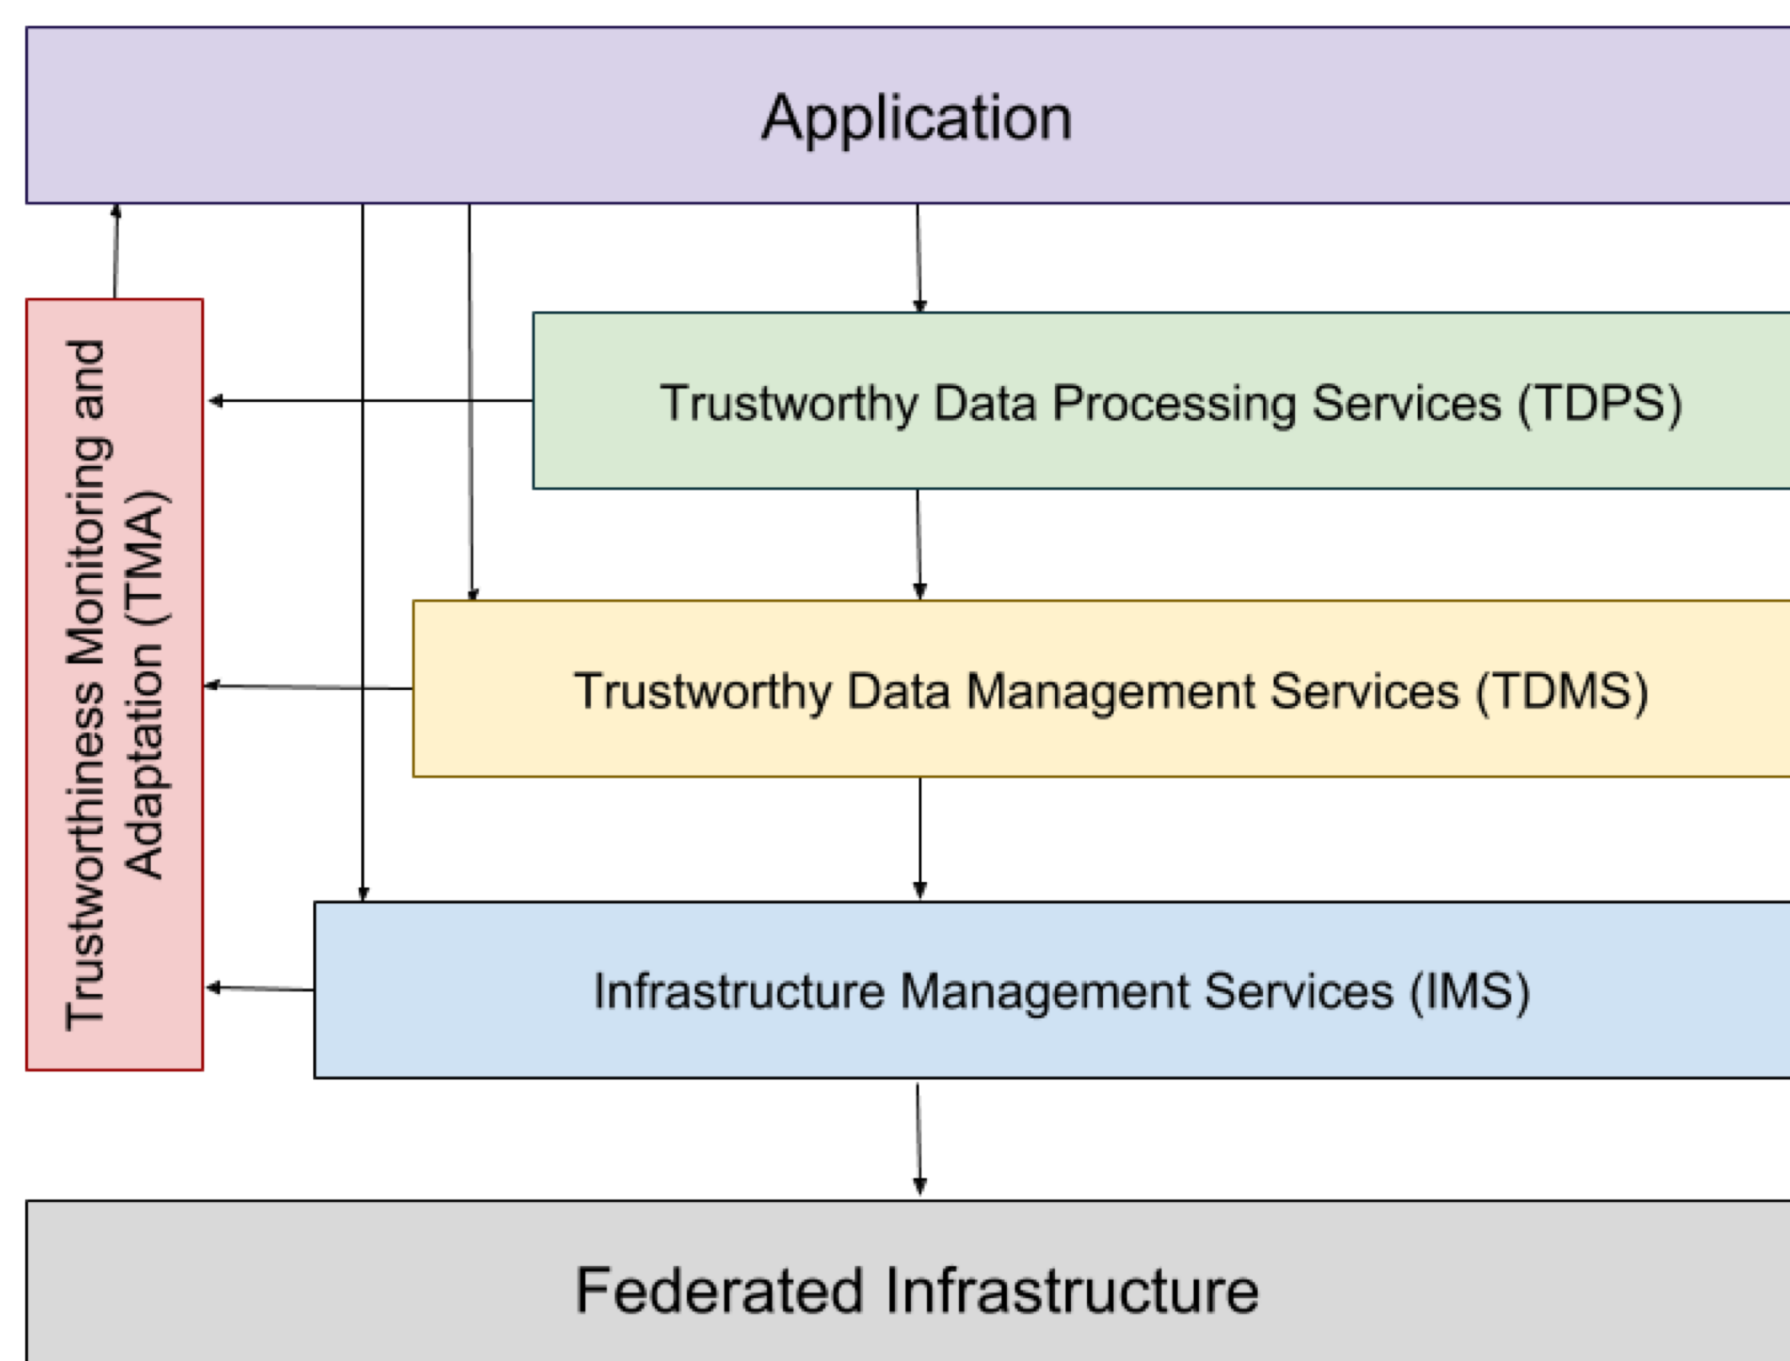 Application
Trustworthiness Monitoring and
Adaptation (TMA)
Trustworthy Data Processing Services (TDPS)
Trustworthy Data Management Services (TDMS)
Infrastructure Management Services (IMS)
Federated Infrastructure